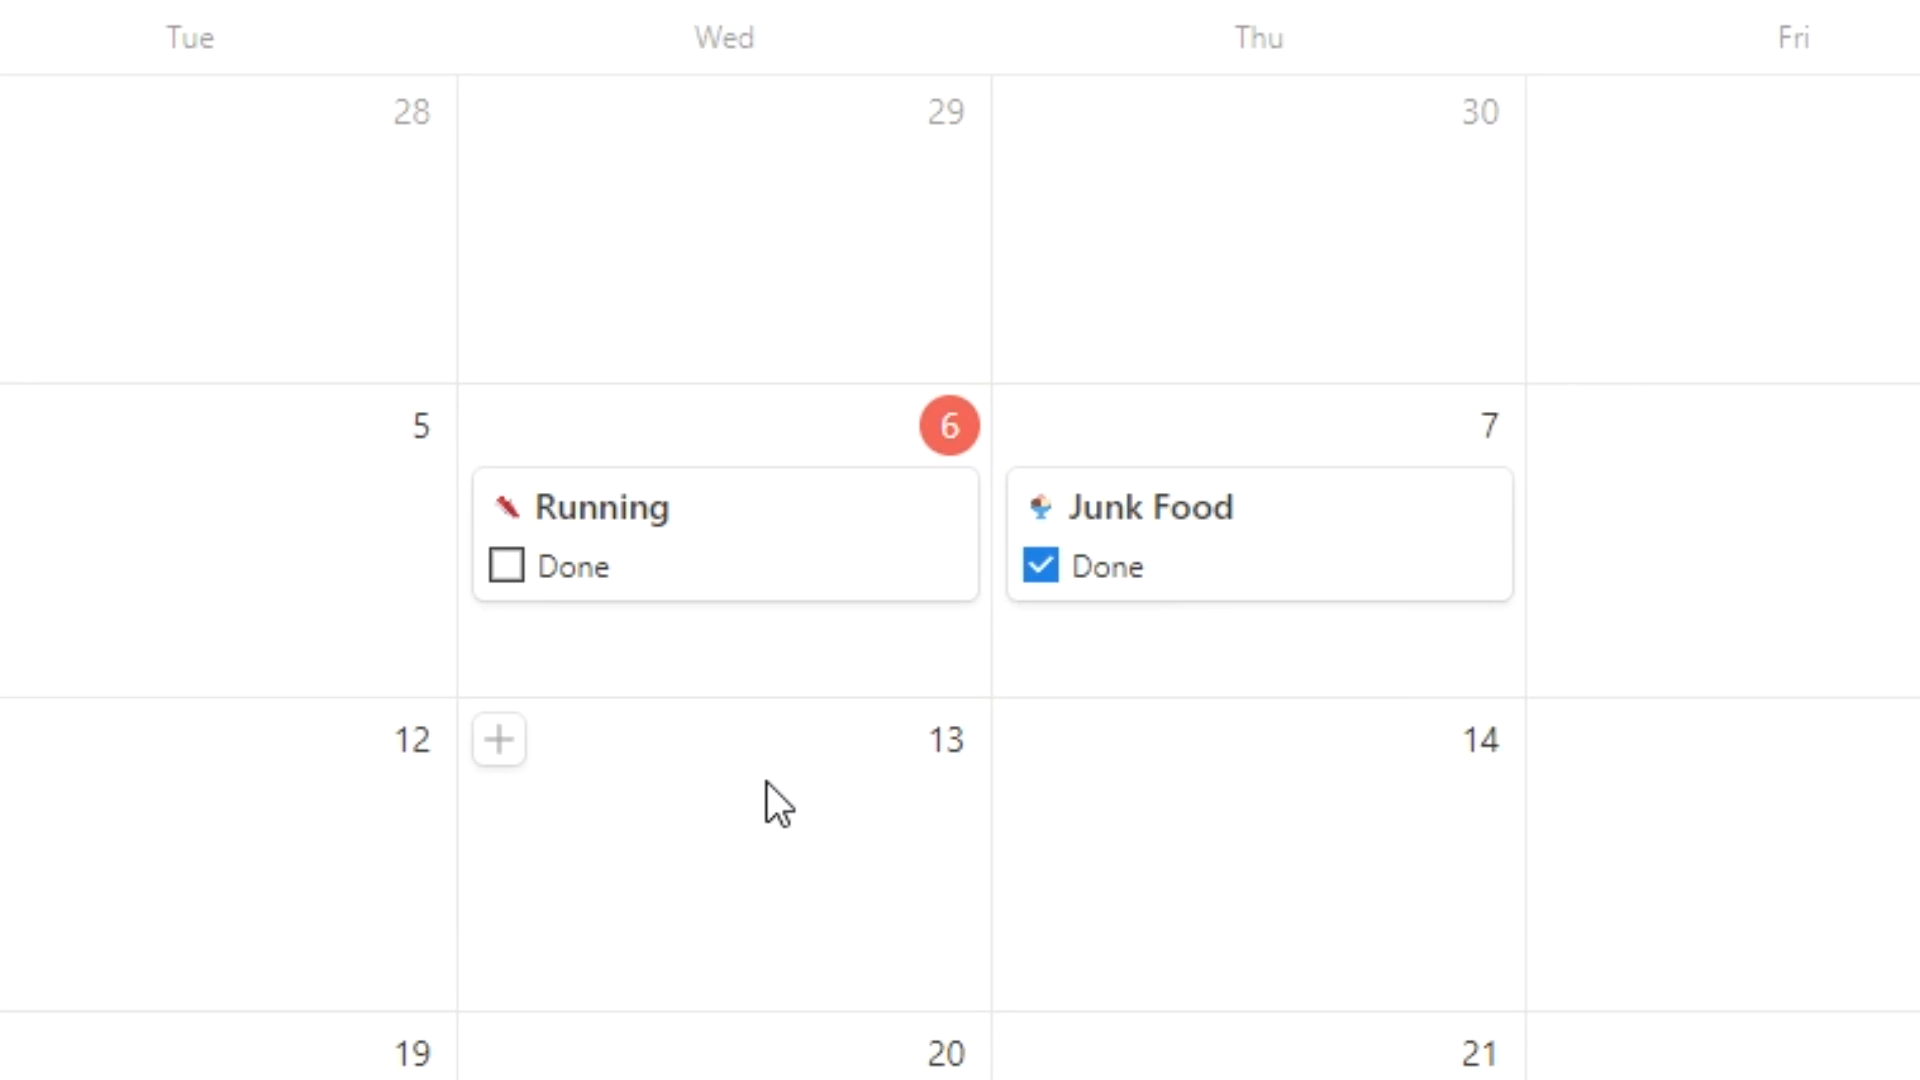 Tue Wed Thu Fri
28 29 30
5 6 7
Running Junk Food
Done Done
12 13 14
19 20 21